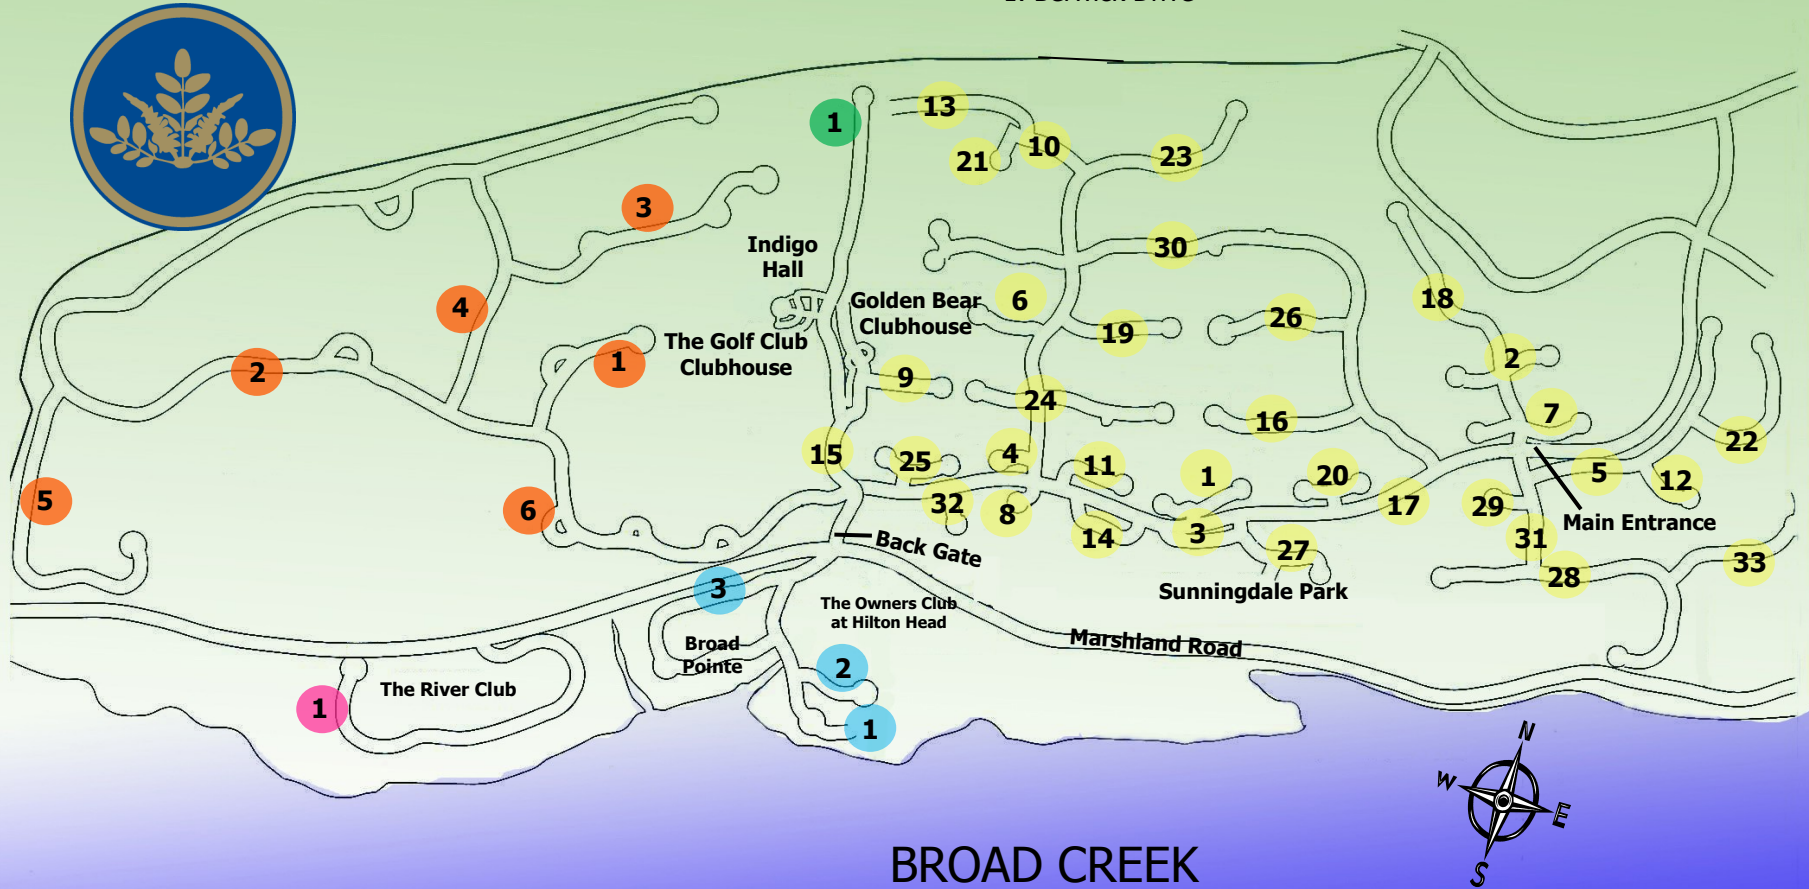 13
1
21
10
23
3
Indigo
Hall
30
4
Golden Bear
Clubhouse
6
18
The Golf Club
Clubhouse
19
26
2
1
9
2
24
7
16
22
15
25
4
11
1
20
5
12
5
6
32
8
17
29
Main Entrance
14
3
31
Back Gate
27
33
28
3
Sunningdale Park
The Owners Club
at Hilton Head
Broad
Pointe
Marshland Road
2
The River Club
1
1
N
W
E
S
BROAD CREEK